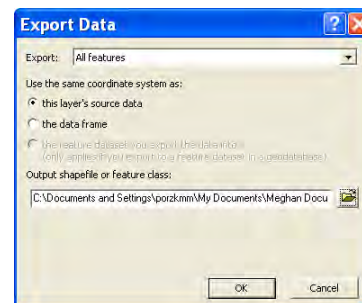 Export Data
Export: All features
Use the same coordinate system as:
this layer's source data
the data frame
the feature dataset you export the data into
(only applies if you export to a feature dataset in a geodatabase)
Output shapefile or feature class:
C:\Documents and Settings\porzkmm\My Documents\Meghan Docu
OK Cancel